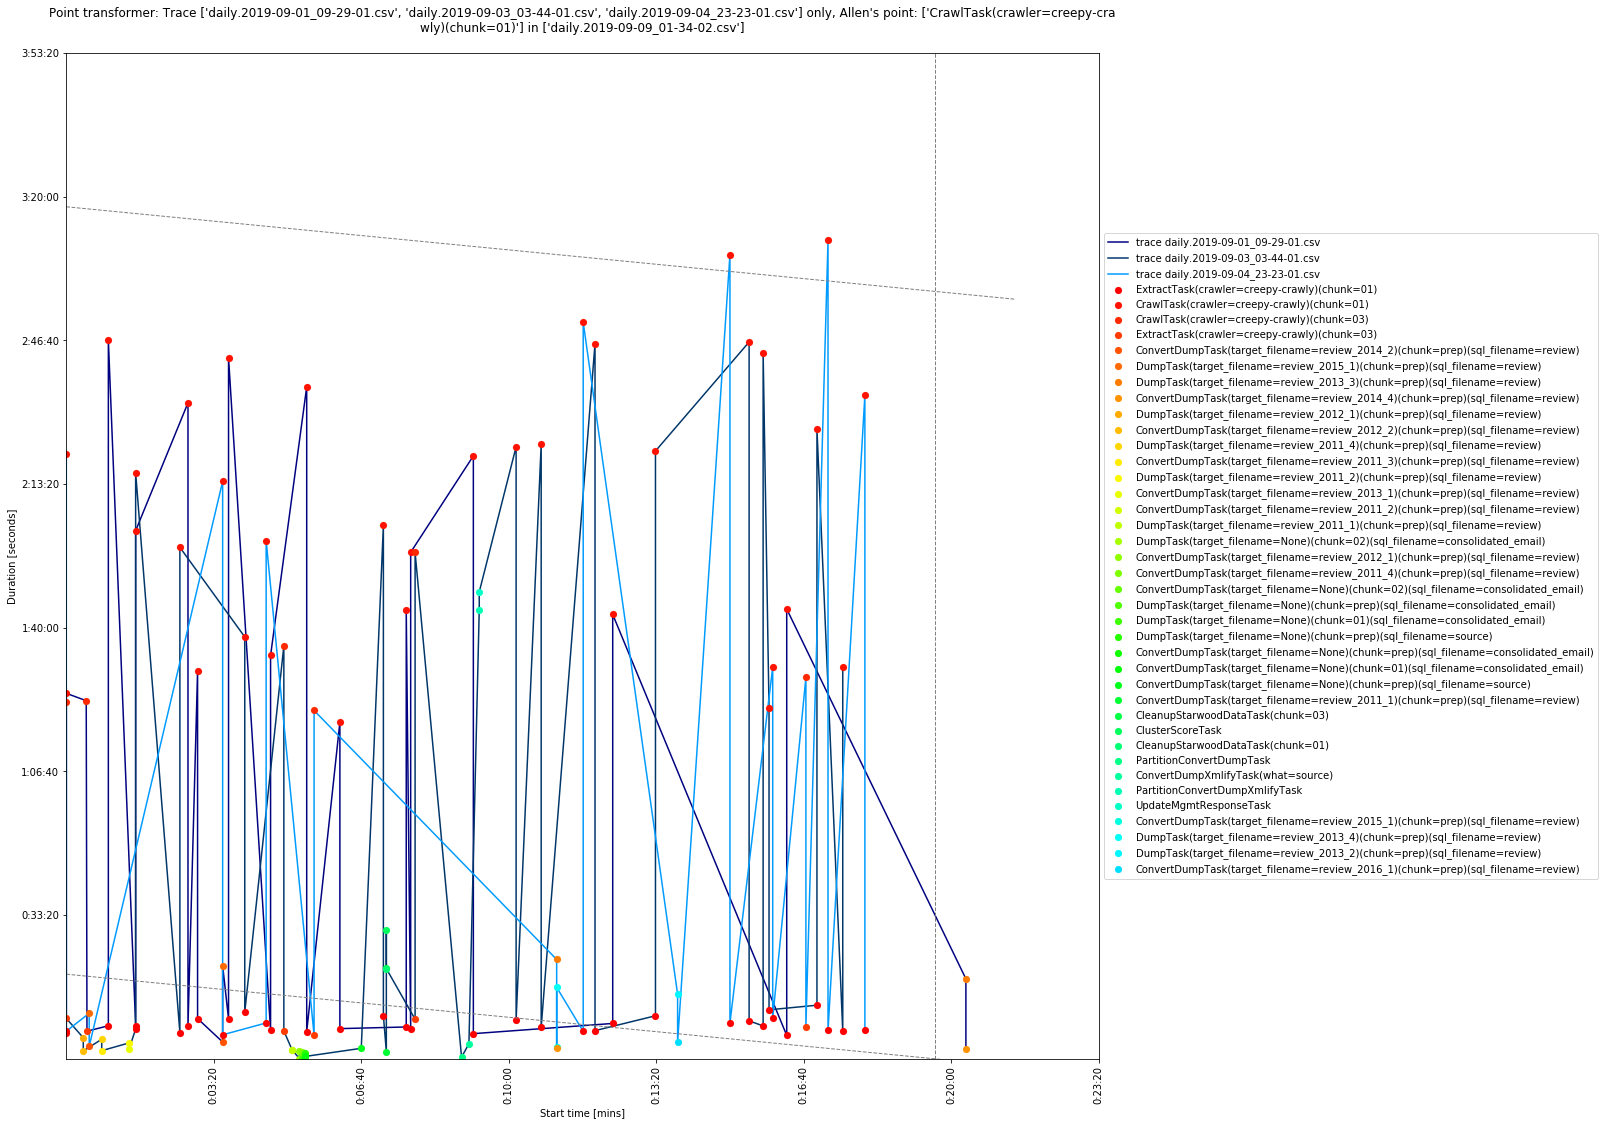 Point transformer: Trace ['daily.2019-09-01_09-29-01.csv', 'daily.2019-09-03_03-44-01.csv', 'daily.2019-09-04_23-23-01.csv'] only, Allen's point: ['CrawlTask(crawler=creepy-cra
wly)(chunk=01)'] in ['daily.2019-09-09_01-34-02.csv']
3:53:20
3:20:00
2:46:40
2:13:20
1:40:00
1:06:40
0:33:20
Duration [seconds]
0:03:20
0:06:40
0:10:00
0:13:20
0:16:40
0:20:00
0:23:20
Start time [mins]
trace daily.2019-09-01_09-29-01.csv
trace daily.2019-09-03_03-44-01.csv
trace daily.2019-09-04_23-23-01.csv
ExtractTask(crawler=creepy-crawly)(chunk=01)
CrawlTask(crawler=creepy-crawly)(chunk=01)
CrawlTask(crawler=creepy-crawly)(chunk=03)
ExtractTask(crawler=creepy-crawly)(chunk=03)
ConvertDumpTask(target_filename=review_2014_2)(chunk=prep)(sql_filename=review)
DumpTask(target_filename=review_2015_1)(chunk=prep)(sql_filename=review)
DumpTask(target_filename=review_2013_3)(chunk=prep)(sql_filename=review)
ConvertDumpTask(target_filename=review_2014_4)(chunk=prep)(sql_filename=review)
DumpTask(target_filename=review_2012_1)(chunk=prep)(sql_filename=review)
ConvertDumpTask(target_filename=review_2012_2)(chunk=prep)(sql_filename=review)
DumpTask(target_filename=review_2011_4)(chunk=prep)(sql_filename=review)
ConvertDumpTask(target_filename=review_2011_3)(chunk=prep)(sql_filename=review)
DumpTask(target_filename=review_2011_2)(chunk=prep)(sql_filename=review)
ConvertDumpTask(target_filename=review_2013_1)(chunk=prep)(sql_filename=review)
ConvertDumpTask(target_filename=review_2011_2)(chunk=prep)(sql_filename=review)
DumpTask(target_filename=review_2011_1)(chunk=prep)(sql_filename=review)
DumpTask(target_filename=None)(chunk=02)(sql_filename=consolidated_email)
ConvertDumpTask(target_filename=review_2012_1)(chunk=prep)(sql_filename=review)
ConvertDumpTask(target_filename=review_2011_4)(chunk=prep)(sql_filename=review)
ConvertDumpTask(target_filename=None)(chunk=02)(sql_filename=consolidated_email)
DumpTask(target_filename=None)(chunk=prep)(sql_filename=consolidated_email)
DumpTask(target_filename=None)(chunk=01)(sql_filename=consolidated_email)
DumpTask(target_filename=None)(chunk=prep)(sql_filename=source)
ConvertDumpTask(target_filename=None)(chunk=prep)(sql_filename=consolidated_email)
ConvertDumpTask(target_filename=None)(chunk=01)(sql_filename=consolidated_email)
ConvertDumpTask(target_filename=None)(chunk=prep)(sql_filename=source)
ConvertDumpTask(target_filename=review_2011_1)(chunk=prep)(sql_filename=review)
CleanupStarwoodDataTask(chunk=03)
ClusterScoreTask
CleanupStarwoodDataTask(chunk=01)
PartitionConvertDumpTask
ConvertDumpXmlifyTask(what=source)
PartitionConvertDumpXmlifyTask
UpdateMgmtResponseTask
ConvertDumpTask(target_filename=review_2015_1)(chunk=prep)(sql_filename=review)
DumpTask(target_filename=review_2013_4)(chunk=prep)(sql_filename=review)
DumpTask(target_filename=review_2013_2)(chunk=prep)(sql_filename=review)
ConvertDumpTask(target_filename=review_2016_1)(chunk=prep)(sql_filename=review)